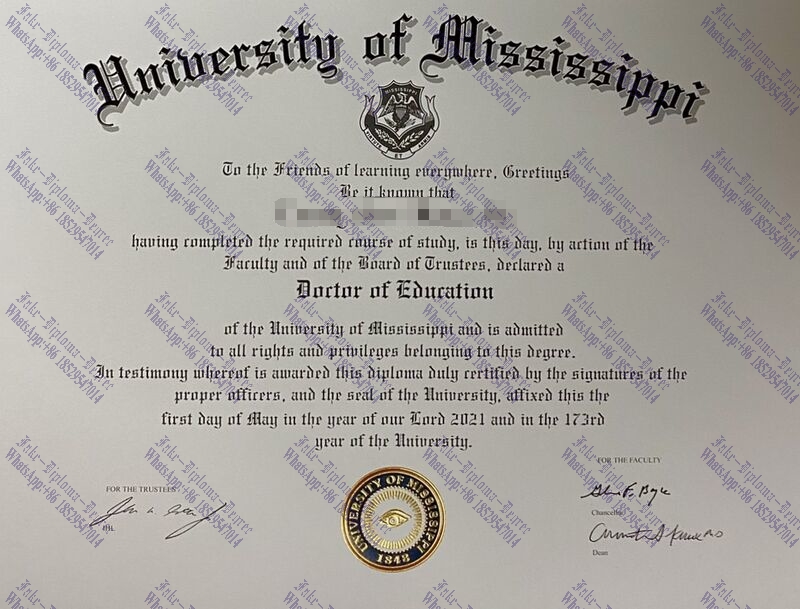 University of Mississippi
MISSISSIPPI
ET
To the Friends of learning everywhere, Greetings
Be it known that
having completed the required course of study, is this day, by action of the
Faculty and of the Board of Trustees, declared a
Doctor of Education
of the University of Mississippi and is admitted
to all rights and privileges belonging to this degree.
In testimony whereof is awarded this diploma duly certified by the signatures of the
proper officers, and the seal of the University, affixed this the
first day of May in the year of our Lord 2021 and in the 173rd
year of the University.
FOR THE TRUSTEES
IHL
UNIVERSITY OF MISSISSIPPI
1848
FOR THE FACULTY
Chancellor
Dean
Fake-Diploma-Degree
WhatsApp:+86 18529547014